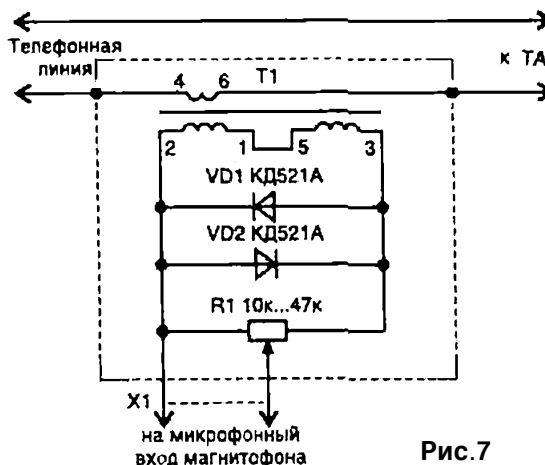 Телефонная
линия
к ТА
4 6 T1
2 1 5 3
VD1 КД521А
VD2 КД521А
R1 10к...47к
X1
на микрофонный
вход магнитофона
Рис.7